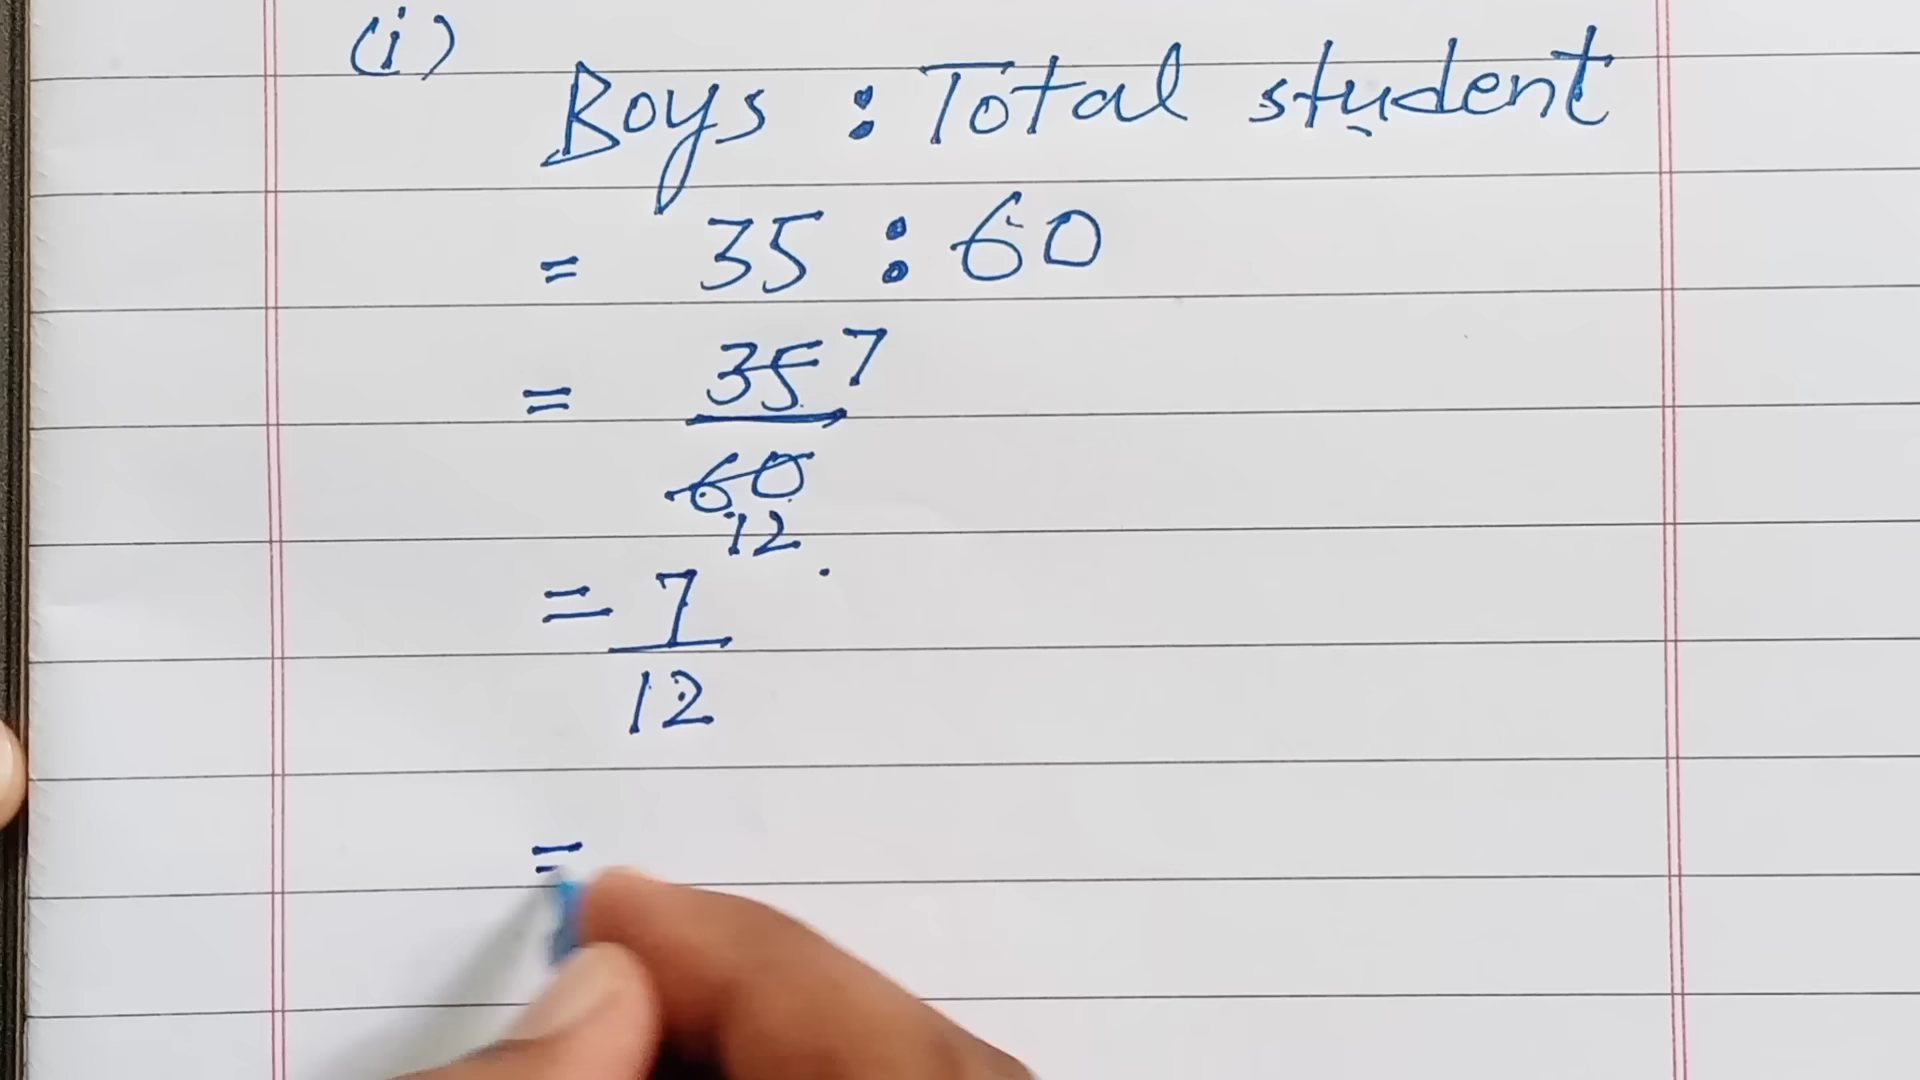 (i)
Boys : Total student
= 35 : 60
= 35 7
60
12
= 7
12
=